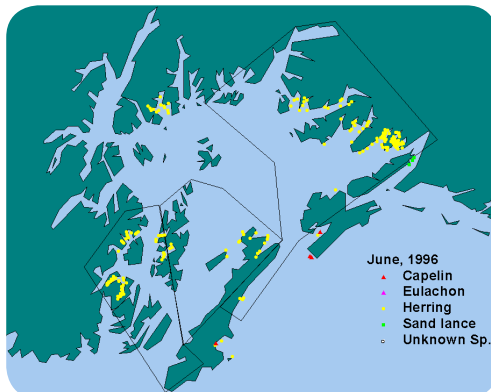 June, 1996
Capelin
Eulachon
Herring
Sand lance
Unknown Sp.